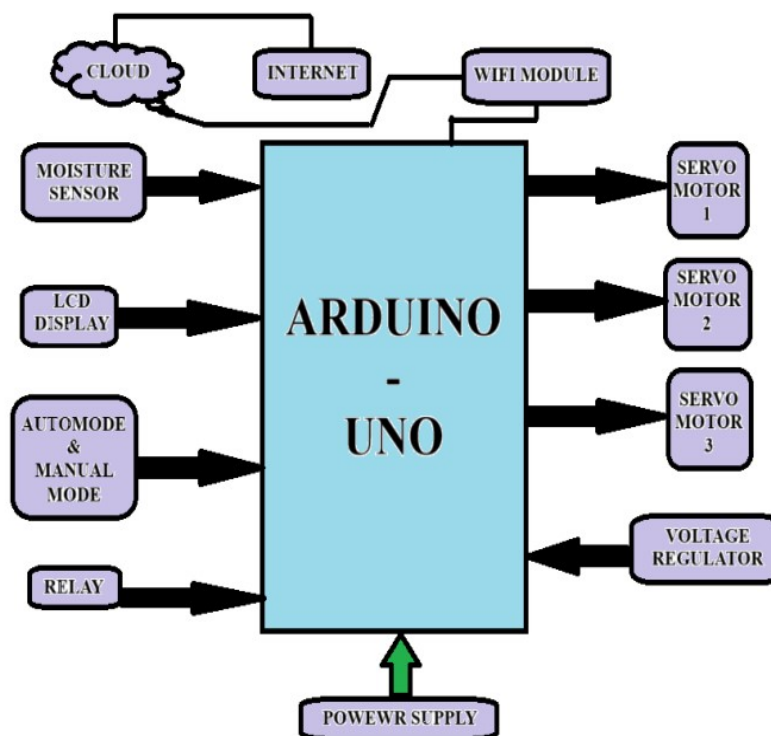 CLOUD
INTERNET
WIFI MODULE
MOISTURE
SENSOR
SERVO
MOTOR
1
LCD
DISPLAY
SERVO
MOTOR
2
ARDUINO
-
UNO
AUTOMODE
&
MANUAL
MODE
SERVO
MOTOR
3
VOLTAGE
REGULATOR
RELAY
POWEWR SUPPLY